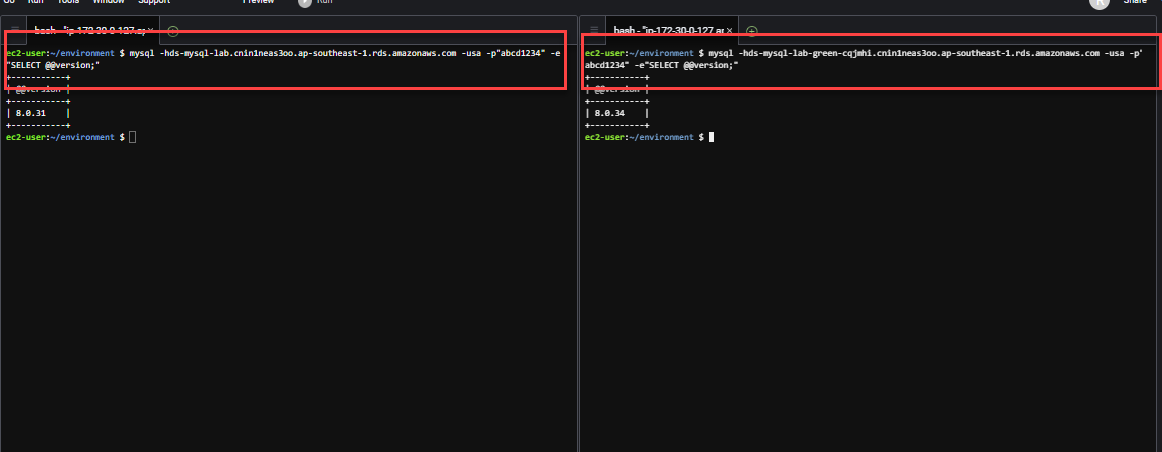 Go Run Tools Window Support Preview Run R Share
bash - "ip-172-30-0-127.ap × 
ec2-user:~/environment $ mysql -hds-mysql-lab.cninineas3oo.ap-southeast-1.rds.amazonaws.com -usa -p"abcd1234" -e
"SELECT @@version;"
+-----------+
| @@version |
+-----------+
| 8.0.31    |
+-----------+
ec2-user:~/environment $
bash - "ip-172-30-0-127.ap ×
ec2-user:~/environment $ mysql -hds-mysql-lab-green-cqjmhi.cninineas3oo.ap-southeast-1.rds.amazonaws.com -usa -p"
abcd1234" -e"SELECT @@version;"
+-----------+
| @@version |
+-----------+
| 8.0.34    |
+-----------+
ec2-user:~/environment $